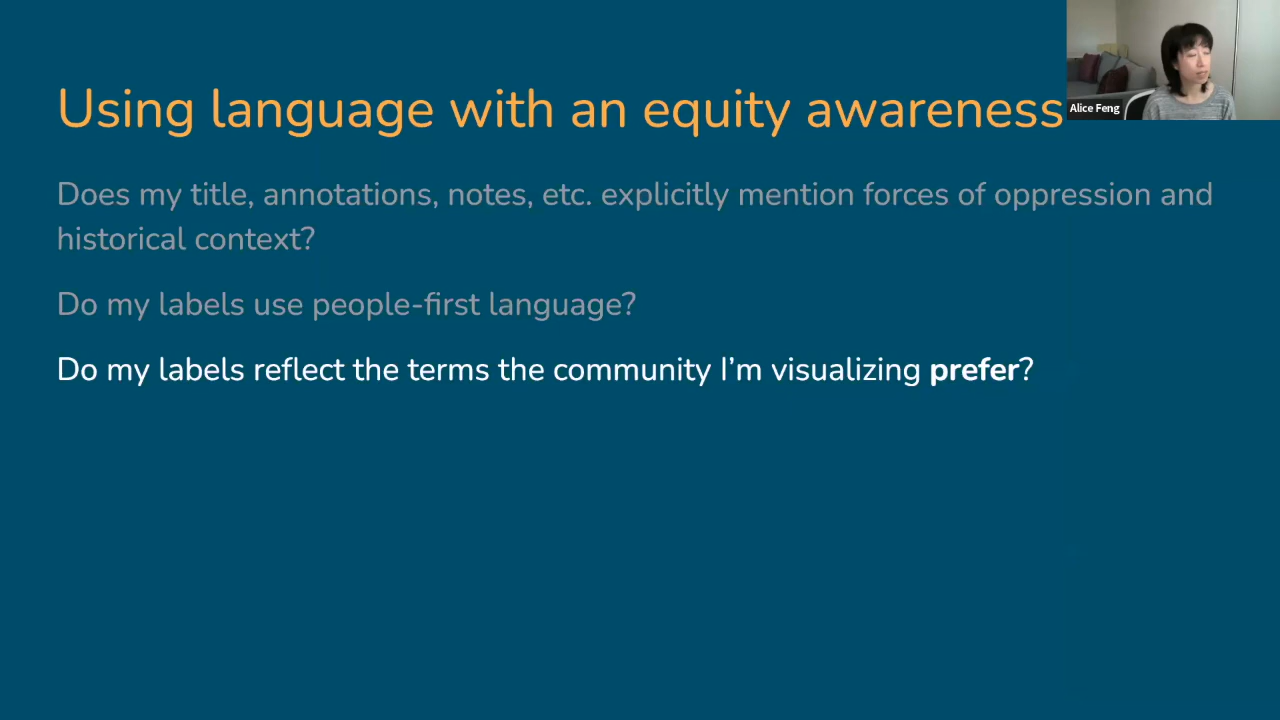 Using language with an equity awareness
Alice Feng
Does my title, annotations, notes, etc. explicitly mention forces of oppression and
historical context?
Do my labels use people-first language?
Do my labels reflect the terms the community I’m visualizing prefer?